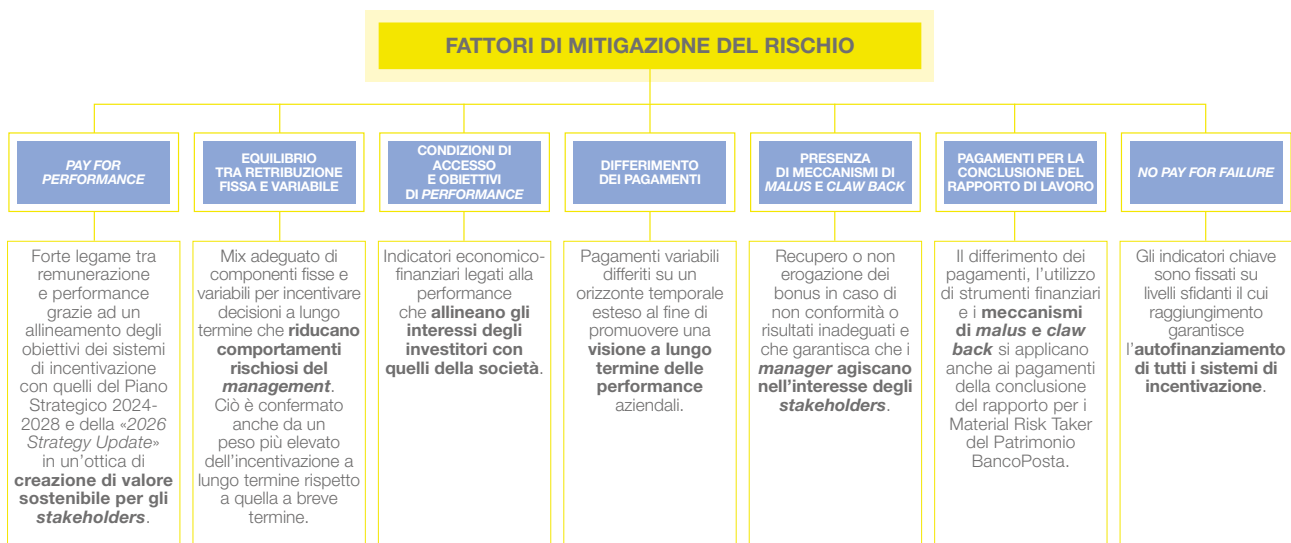 FATTORI DI MITIGAZIONE DEL RISCHIO
PAY FOR
PERFORMANCE
Forte legame tra
remunerazione
e performance
grazie ad un
allineamento degli
obiettivi dei sistemi
di incentivazione
con quelli del Piano
Strategico 2024-
2028 e della «2026
Strategy Update»
in un'ottica di
creazione di valore
sostenibile per gli
stakeholders.
EQUILIBRIO
TRA RETRIBUZIONE
FISSA E VARIABILE
Mix adeguato di
componenti fisse e
variabili per incentivare
decisioni a lungo
termine che riducano
comportamenti
rischiosi del
management.
Ciò è confermato
anche da un
peso più elevato
dell'incentivazione a
lungo termine rispetto
a quella a breve
termine.
CONDIZIONI DI
ACCESSO
E OBIETTIVI
DI PERFORMANCE
Indicatori economico-
finanziari legati alla
performance
che allineano gli
interessi degli
investitori con
quelli della società.
DIFFERIMENTO
DEI PAGAMENTI
Pagamenti variabili
differiti su un
orizzonte temporale
esteso al fine di
promuovere una
visione a lungo
termine delle
performance
aziendali.
PRESENZA
DI MECCANISMI DI
MALUS E CLAW BACK
Recupero o non
erogazione dei
bonus in caso di
non conformità o
risultati inadeguati e
che garantisca che i
manager agiscano
nell'interesse degli
stakeholders.
PAGAMENTI PER LA
CONCLUSIONE DEL
RAPPORTO DI LAVORO
Il differimento dei
pagamenti, l'utilizzo
di strumenti finanziari
e i meccanismi
di malus e claw
back si applicano
anche ai pagamenti
della conclusione
del rapporto per i
Material Risk Taker
del Patrimonio
BancoPosta.
NO PAY FOR FAILURE
Gli indicatori chiave
sono fissati su
livelli sfidanti il cui
raggiungimento
garantisce
l'autofinanziamento
di tutti i sistemi di
incentivazione.